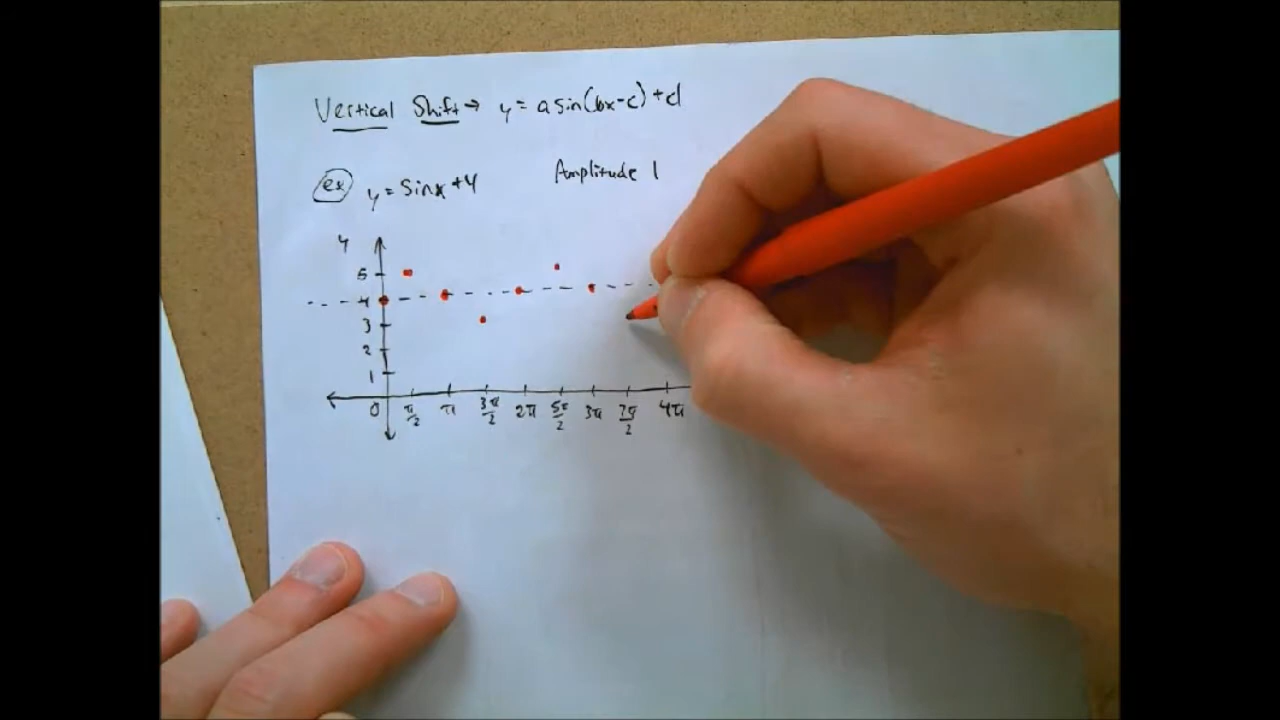 Vertical Shift → y = a sin(bx-c) + d
ex y = sinx + 4 Amplitude 1
y
5
4
3
2
1
0 π/2 π 3π/2 2π 5π/2 3π 7π/2 4π